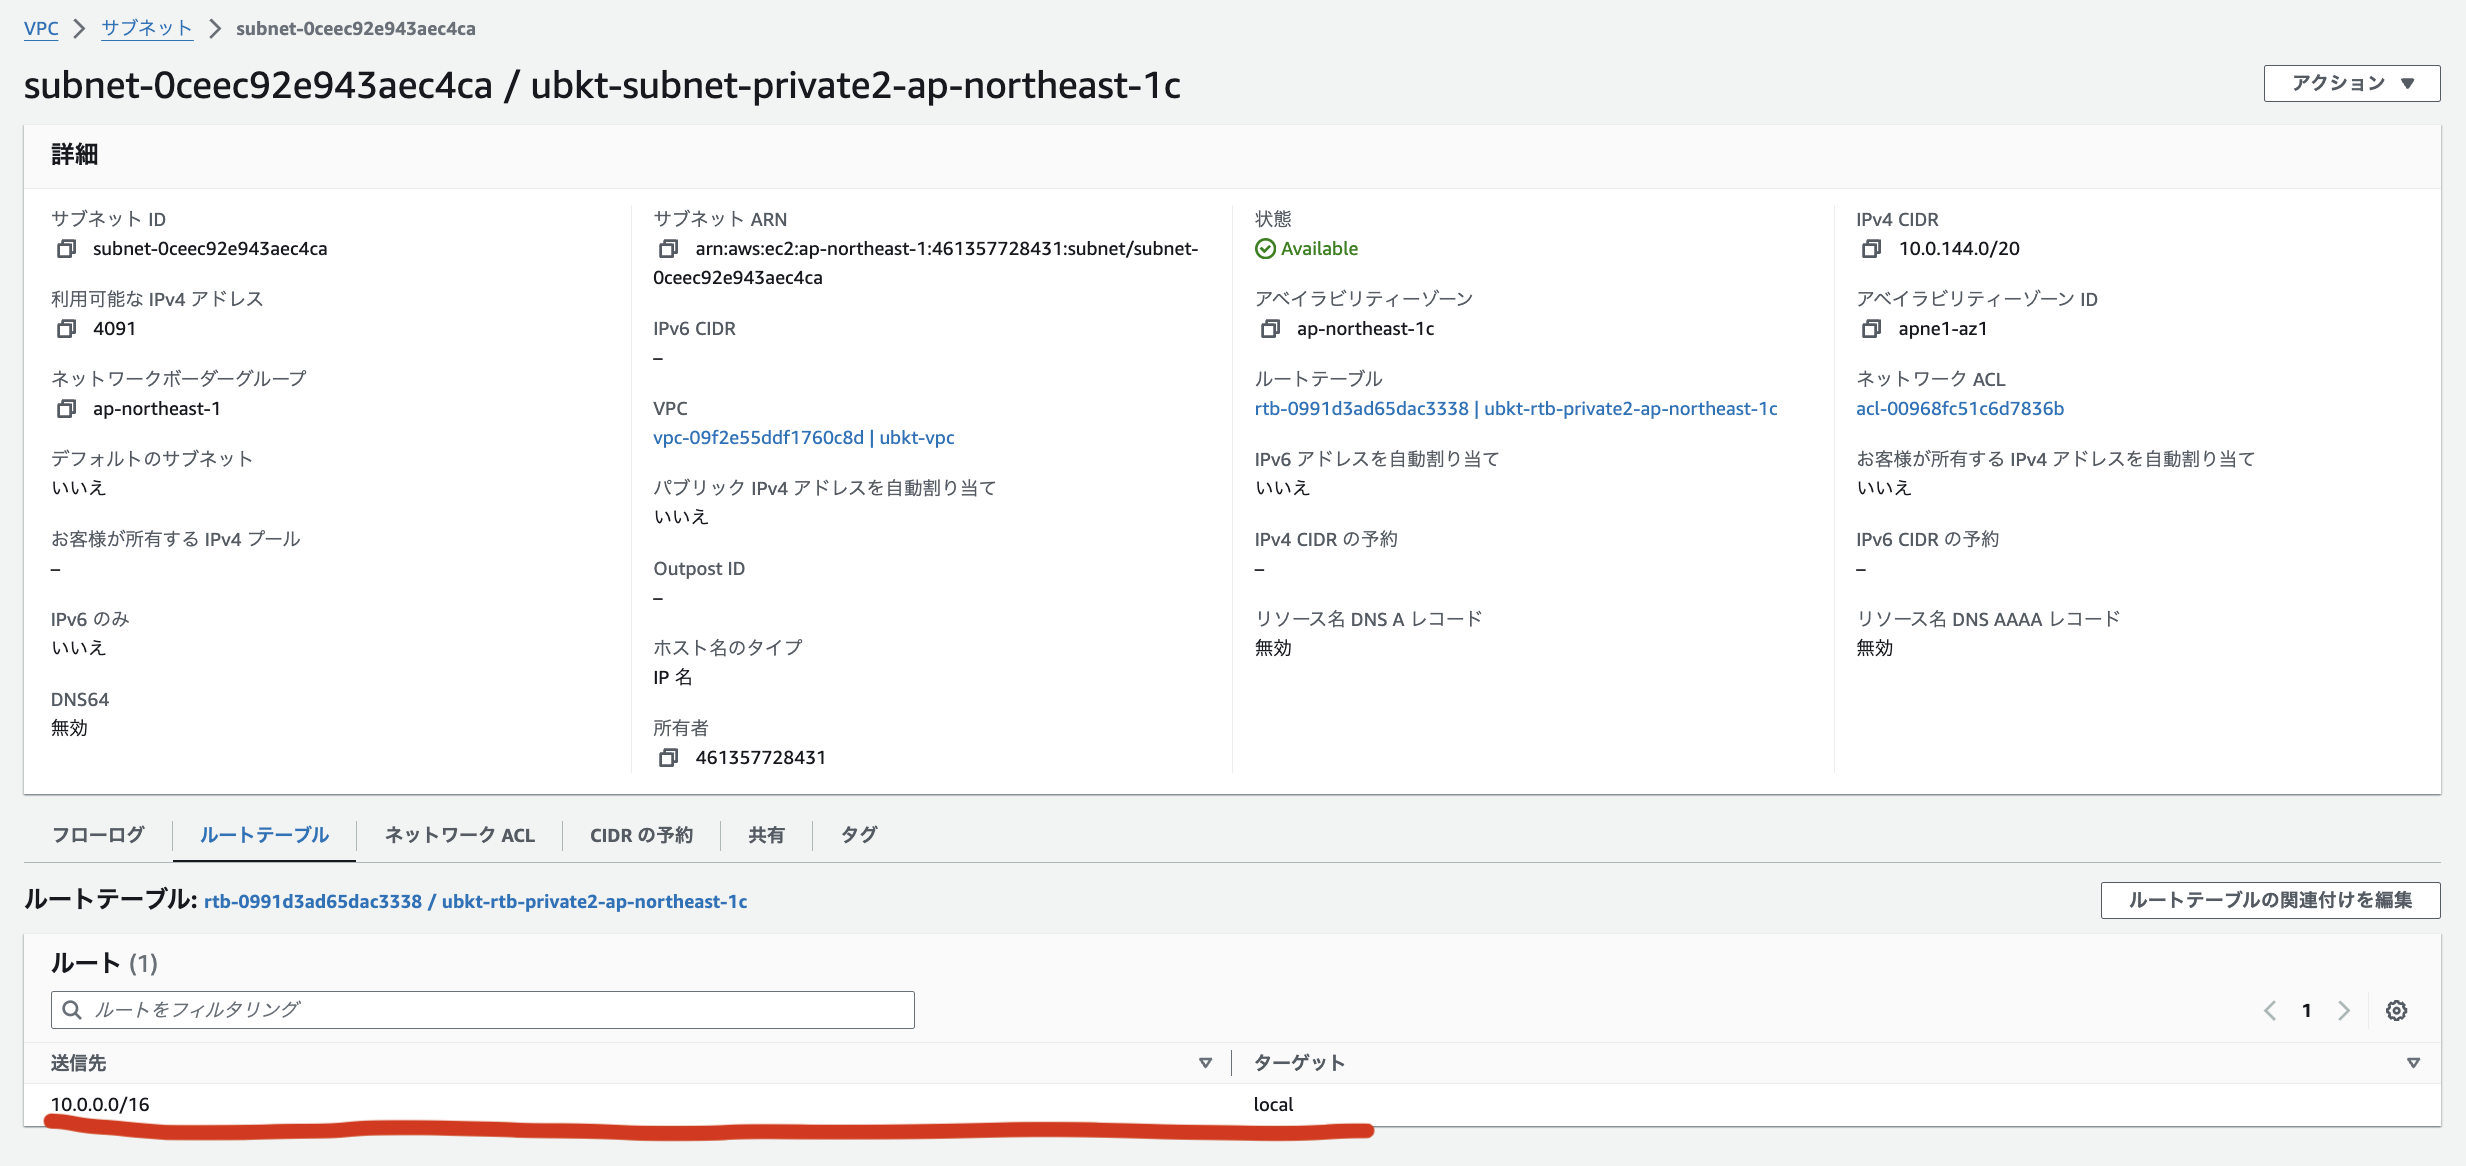 VPC > サブネット > subnet-0ceec92e943aec4ca
subnet-0ceec92e943aec4ca / ubkt-subnet-private2-ap-northeast-1c
アクション ▼
詳細
サブネット ID
subnet-0ceec92e943aec4ca
利用可能な IPv4 アドレス
4091
ネットワークボーダーグループ
ap-northeast-1
デフォルトのサブネット
いいえ
お客様が所有する IPv4 プール
–
IPv6 のみ
いいえ
DNS64
無効
サブネット ARN
arn:aws:ec2:ap-northeast-1:461357728431:subnet/subnet-
0ceec92e943aec4ca
IPv6 CIDR
–
VPC
vpc-09f2e55ddf1760c8d | ubkt-vpc
パブリック IPv4 アドレスを自動割り当て
いいえ
Outpost ID
–
ホスト名のタイプ
IP 名
所有者
461357728431
状態
Available
アベイラビリティーゾーン
ap-northeast-1c
ルートテーブル
rtb-0991d3ad65dac3338 | ubkt-rtb-private2-ap-northeast-1c
IPv6 アドレスを自動割り当て
いいえ
IPv4 CIDR の予約
–
リソース名 DNS A レコード
無効
IPv4 CIDR
10.0.144.0/20
アベイラビリティーゾーン ID
apne1-az1
ネットワーク ACL
acl-00968fc51c6d7836b
お客様が所有する IPv4 アドレスを自動割り当て
いいえ
IPv6 CIDR の予約
–
リソース名 DNS AAAA レコード
無効
フローログ ルートテーブル ネットワーク ACL CIDR の予約 共有 タグ
ルートテーブル: rtb-0991d3ad65dac3338 / ubkt-rtb-private2-ap-northeast-1c
ルートテーブルの関連付けを編集
ルート (1)
ルートをフィルタリング
1
送信先 ターゲット
10.0.0.0/16 local